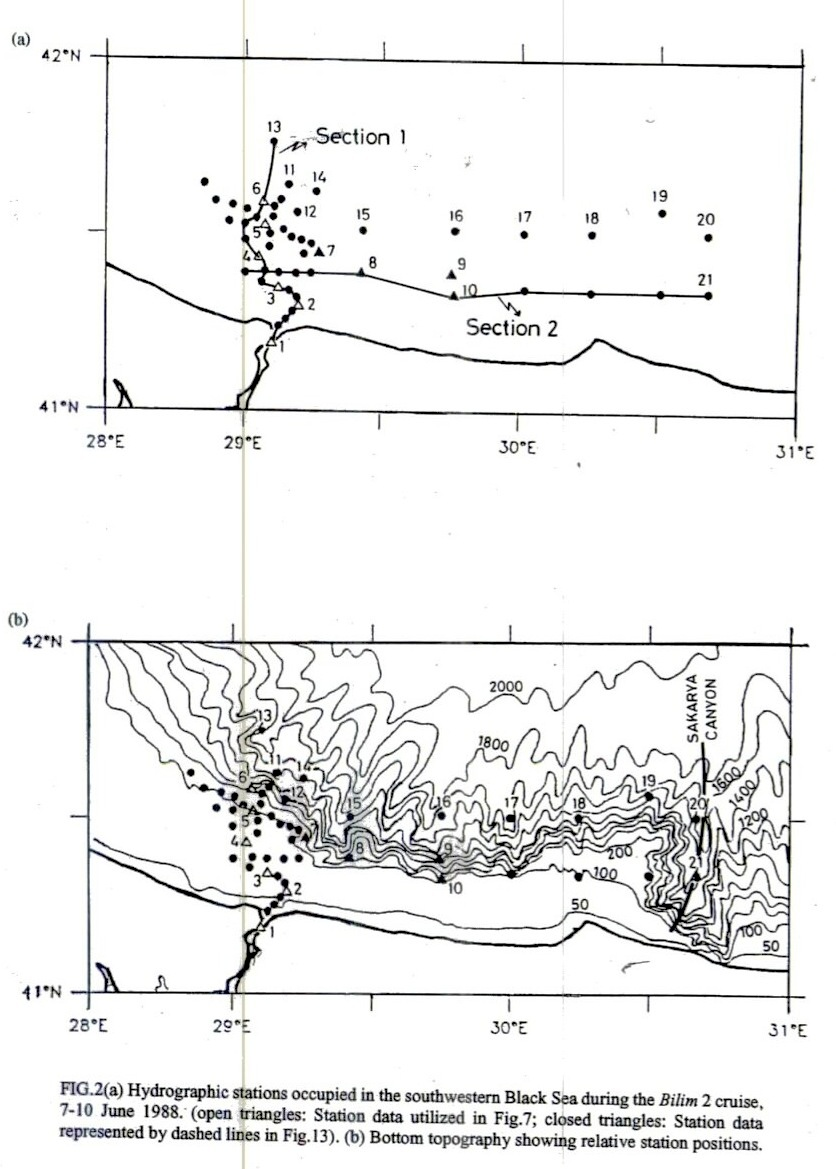 (a)
42°N
13
Section 1
11
14
6
12
19
15
16
17
18
20
5
7
4
8
9
3
10
21
2
Section 2
1
41°N
28°E
29°E
30°E
31°E
(b)
42°N
2000
SAKARYA
CANYON
13
1800
11
14
6
1600
12
19
1400
15
16
17
18
20
1200
5
4
8
9
200
3
100
2
10
50
1
100
50
41°N
28°E
29°E
30°E
31°E
FIG.2(a) Hydrographic stations occupied in the southwestern Black Sea during the Bilim 2 cruise,
7-10 June 1988. (open triangles: Station data utilized in Fig.7; closed triangles: Station data
represented by dashed lines in Fig.13). (b) Bottom topography showing relative station positions.